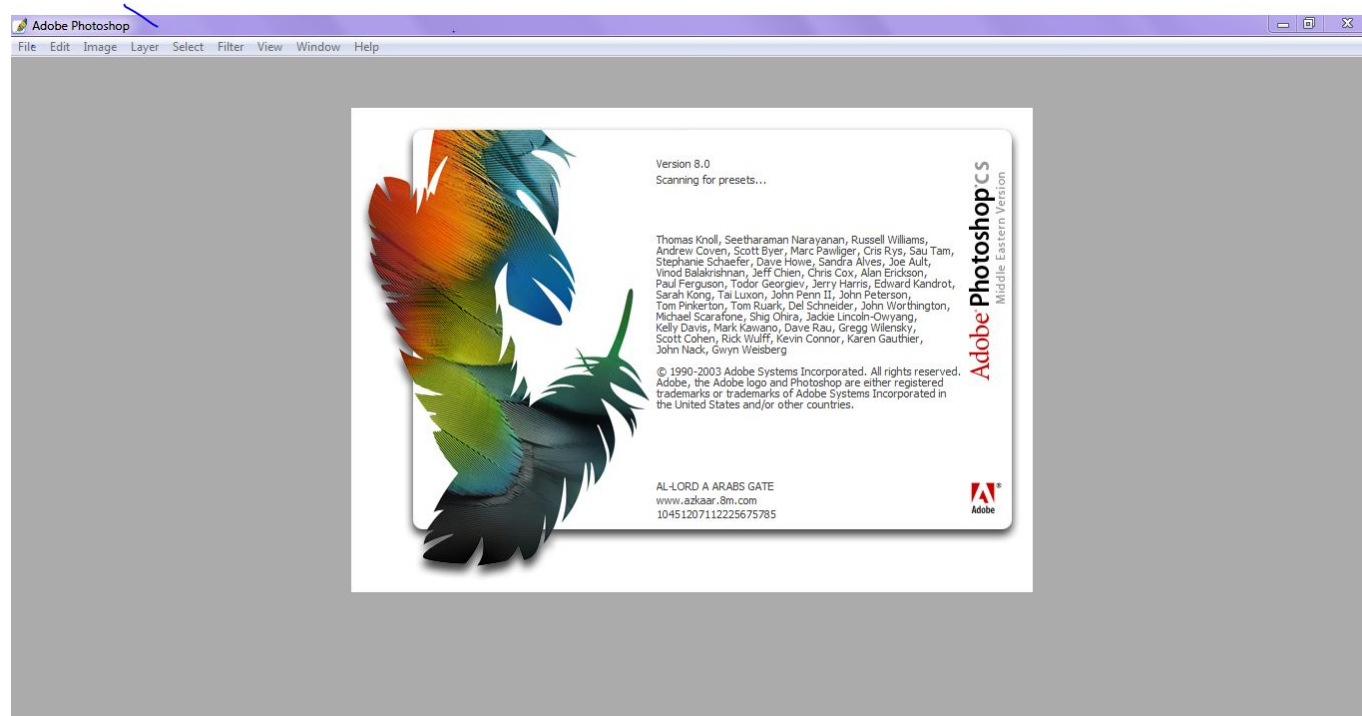 Adobe Photoshop
File Edit Image Layer Select Filter View Window Help
Version 8.0
Scanning for presets...
Thomas Knoll, Seetharaman Narayanan, Russell Williams,
Andrew Coven, Scott Byer, Marc Pawliger, Cris Rys, Sau Tam,
Stephanie Schaefer, Dave Howe, Sandra Alves, Joe Ault,
Vinod Balakrishnan, Jeff Chien, Chris Cox, Alan Erickson,
Paul Ferguson, Todor Georgiev, Jerry Harris, Edward Kandrot,
Sarah Kong, Tai Luxon, John Penn II, John Peterson,
Tom Pinkerton, Tom Ruark, Del Schneider, John Worthington,
Michael Scarafone, Shig Ohira, Jackie Lincoln-Owyang,
Kelly Davis, Mark Kawano, Dave Rau, Gregg Wilensky,
Scott Cohen, Rick Wulff, Kevin Connor, Karen Gauthier,
John Nack, Gwyn Weisberg
© 1990-2003 Adobe Systems Incorporated. All rights reserved.
Adobe, the Adobe logo and Photoshop are either registered
trademarks or trademarks of Adobe Systems Incorporated in
the United States and/or other countries.
AL-LORD A ARABS GATE
www.azkaar.8m.com
10451207112225675785
Adobe® Photoshop® CS
Middle Eastern Version
Adobe®